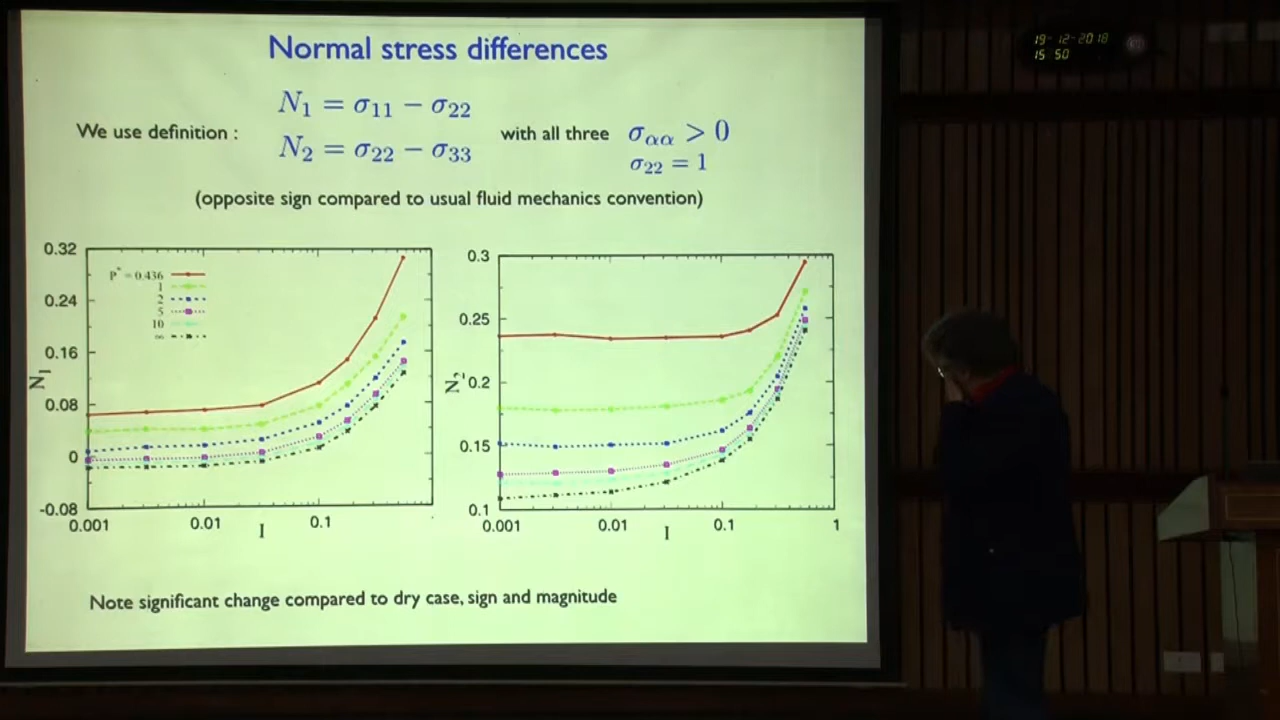 Normal stress differences
19-12-2018
15 50
We use definition :
N₁ = σ₁₁ − σ₂₂
N₂ = σ₂₂ − σ₃₃
with all three σαα > 0
σ₂₂ = 1
(opposite sign compared to usual fluid mechanics convention)
0.32
0.24
0.16
0.08
0
-0.08
N₁
P* = 0.436
1
2
5
10
∞
0.001
0.01
0.1
I
0.3
0.25
0.2
0.15
0.1
N₂
0.001
0.01
0.1
1
I
Note significant change compared to dry case, sign and magnitude